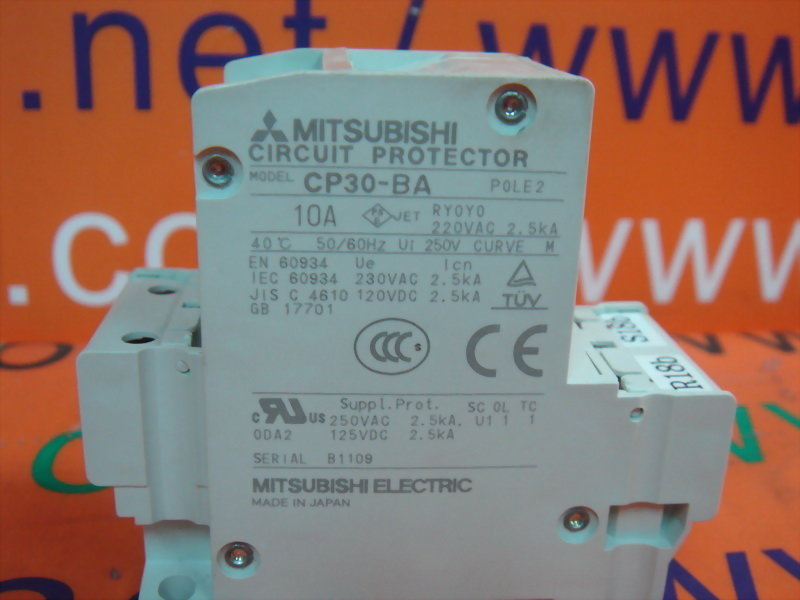 .net / www
www
MITSUBISHI
CIRCUIT PROTECTOR
MODEL CP30-BA POLE2
10A JET RYOYO
220VAC 2.5kA
40℃ 50/60Hz Ui 250V CURVE M
EN 60934 Ue Icn
IEC 60934 230VAC 2.5kA
JIS C 4610 120VDC 2.5kA
GB 17701
TÜV
CCC S
CE
c RU US Suppl.Prot. SC OL TC
250VAC 2.5kA, U1 1 1
ODA2 125VDC 2.5kA
SERIAL B1109
MITSUBISHI ELECTRIC
MADE IN JAPAN
S186
R186